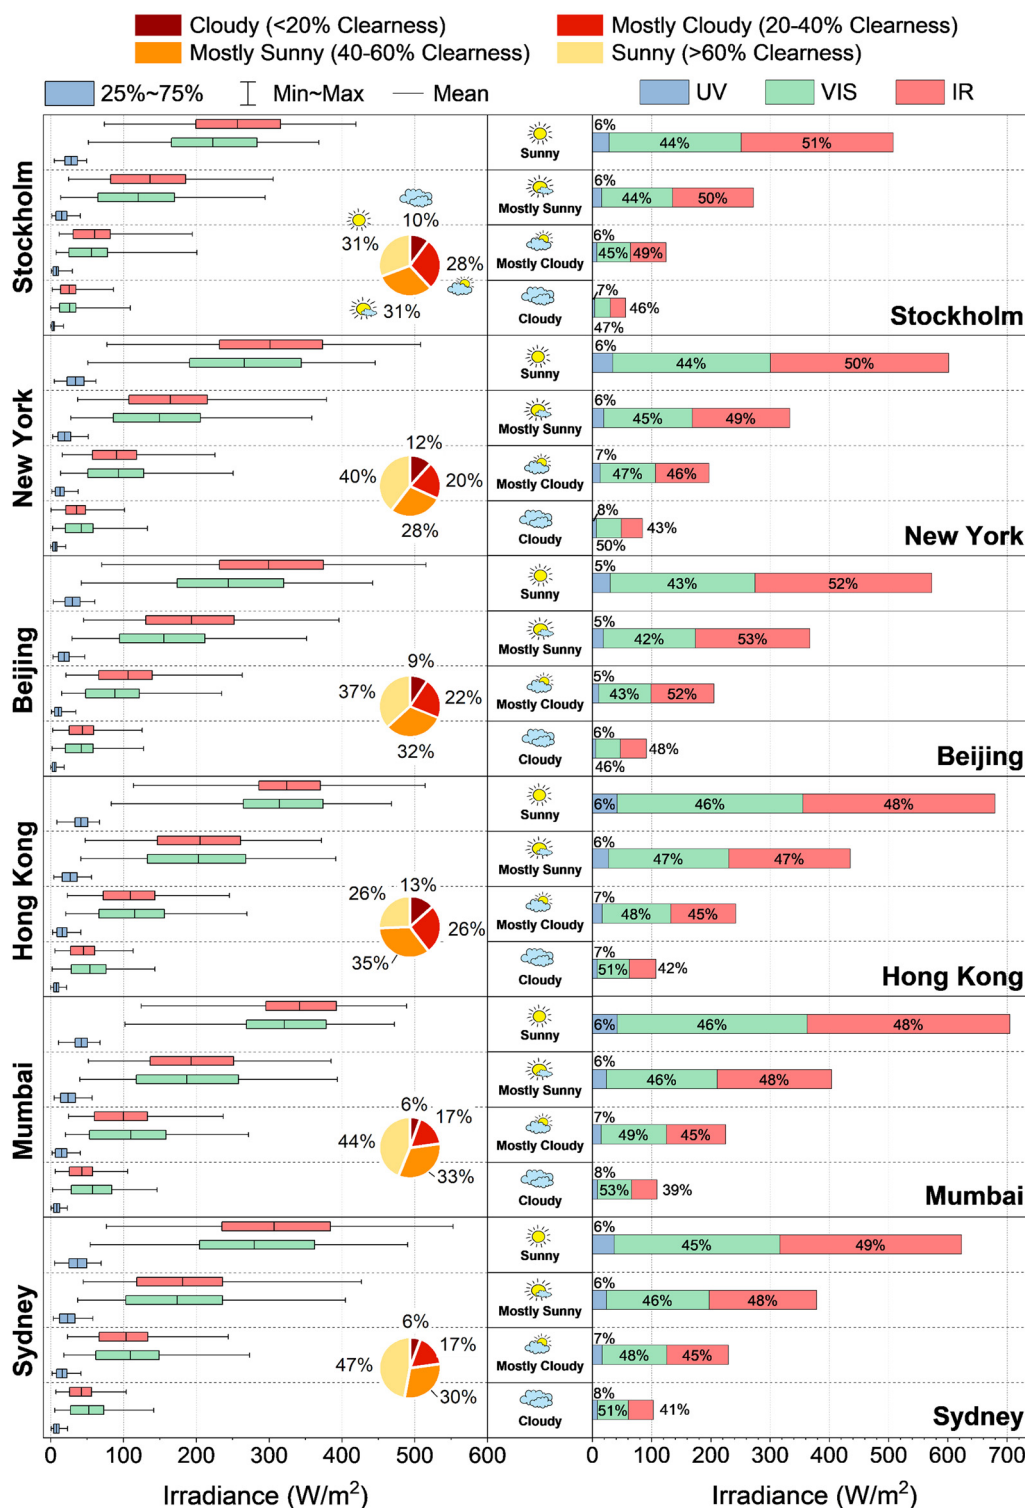 Cloudy (<20% Clearness) Mostly Cloudy (20-40% Clearness)
Mostly Sunny (40-60% Clearness) Sunny (>60% Clearness)
25%~75% Min~Max Mean UV VIS IR
Stockholm
10%
31%
28%
31%
Sunny
6%
44% 51%
Mostly Sunny
6%
44% 50%
Mostly Cloudy
6%
45% 49%
Cloudy
7%
46%
47%
Stockholm
New York
12%
40% 20%
28%
Sunny
6%
44% 50%
Mostly Sunny
6%
45% 49%
Mostly Cloudy
7%
47% 46%
Cloudy
8%
43%
50%
New York
Beijing
9%
37% 22%
32%
Sunny
5%
43% 52%
Mostly Sunny
5%
42% 53%
Mostly Cloudy
5%
43% 52%
Cloudy
6%
48%
46%
Beijing
Hong Kong
13%
26%
26%
35%
Sunny
6% 46% 48%
Mostly Sunny
6%
47% 47%
Mostly Cloudy
7%
48% 45%
Cloudy
7%
51% 42%
Hong Kong
Mumbai
6% 17%
44%
33%
Sunny
6% 46% 48%
Mostly Sunny
6%
46% 48%
Mostly Cloudy
7%
49% 45%
Cloudy
8%
53% 39%
Mumbai
Sydney
6%
17%
47%
30%
Sunny
6%
45% 49%
Mostly Sunny
6%
46% 48%
Mostly Cloudy
7%
48% 45%
Cloudy
8%
51% 41%
Sydney
0 100 200 300 400 500 600 0 100 200 300 400 500 600 700
Irradiance (W/m²) Irradiance (W/m²)